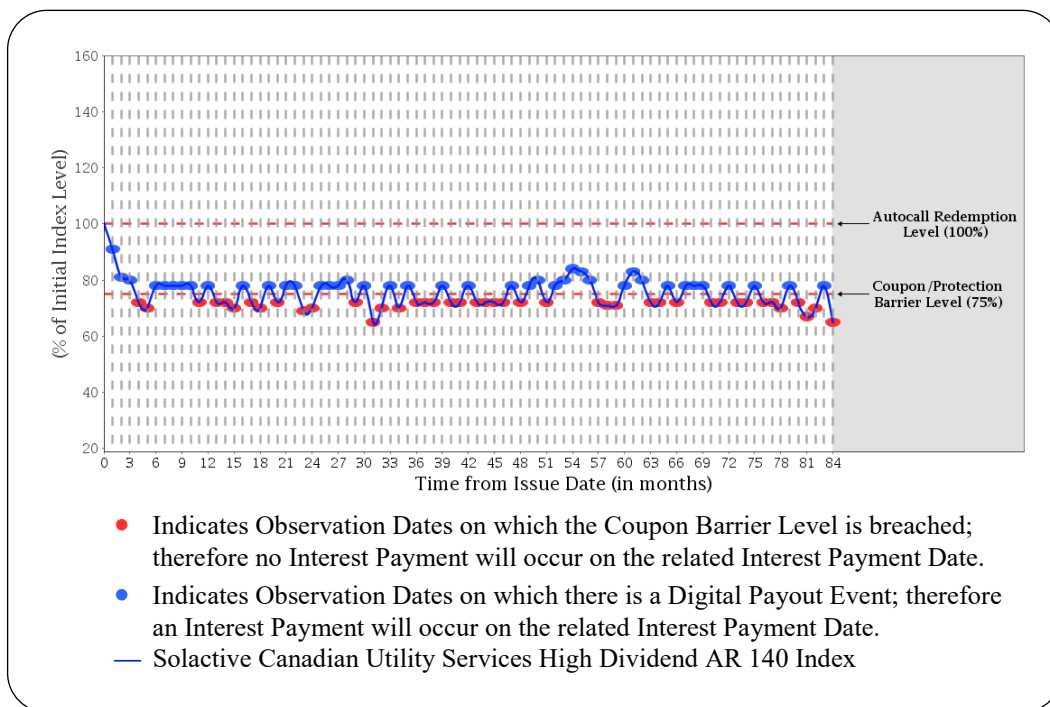 160
140
120
100
80
60
40
20
(% of Initial Index Level)
Autocall Redemption
Level (100%)
Coupon/Protection
Barrier Level (75%)
0 3 6 9 12 15 18 21 24 27 30 33 36 39 42 45 48 51 54 57 60 63 66 69 72 75 78 81 84
Time from Issue Date (in months)
Indicates Observation Dates on which the Coupon Barrier Level is breached;
therefore no Interest Payment will occur on the related Interest Payment Date.
Indicates Observation Dates on which there is a Digital Payout Event; therefore
an Interest Payment will occur on the related Interest Payment Date.
Solactive Canadian Utility Services High Dividend AR 140 Index